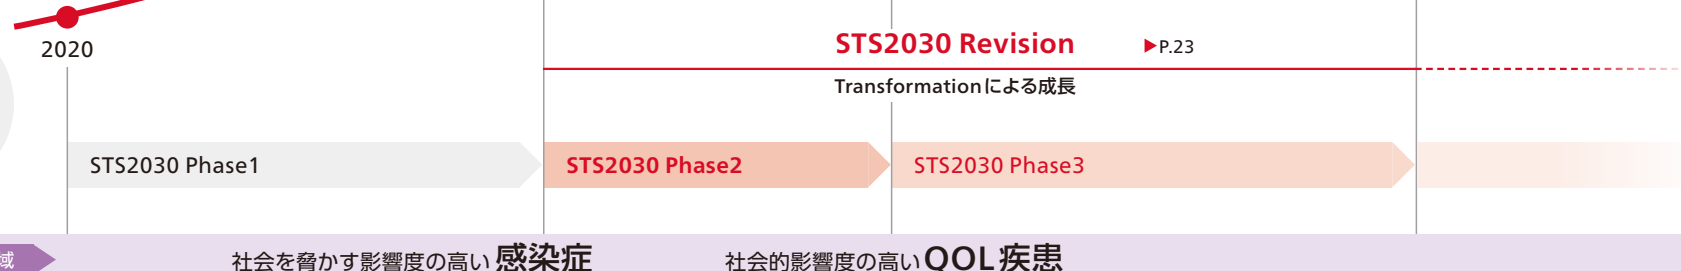 2020
STS2030 Revision ▶P.23
Transformationによる成長
STS2030 Phase1
STS2030 Phase2
STS2030 Phase3
域
社会を脅かす影響度の高い感染症
社会的影響度の高いQOL疾患